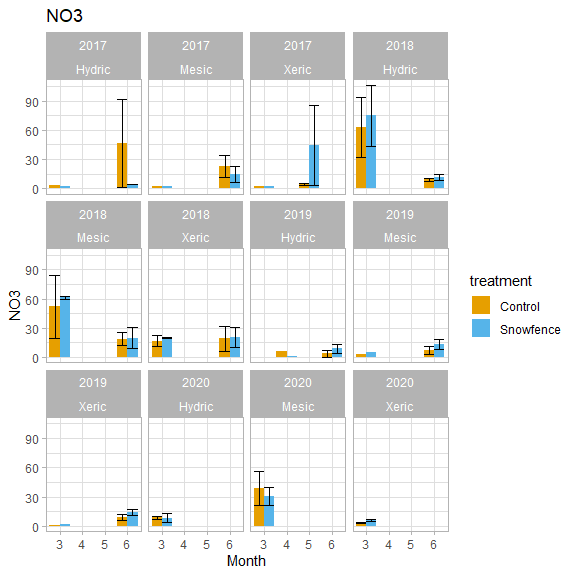 NO3
2017 2017 2017 2018
Hydric Mesic Xeric Hydric
90
60
30
0
2018 2018 2019 2019
Mesic Xeric Hydric Mesic
90
60
30
0
NO3
treatment
Control
Snowfence
2019 2020 2020 2020
Xeric Hydric Mesic Xeric
90
60
30
0
3 4 5 6 3 4 5 6 3 4 5 6 3 4 5 6
Month